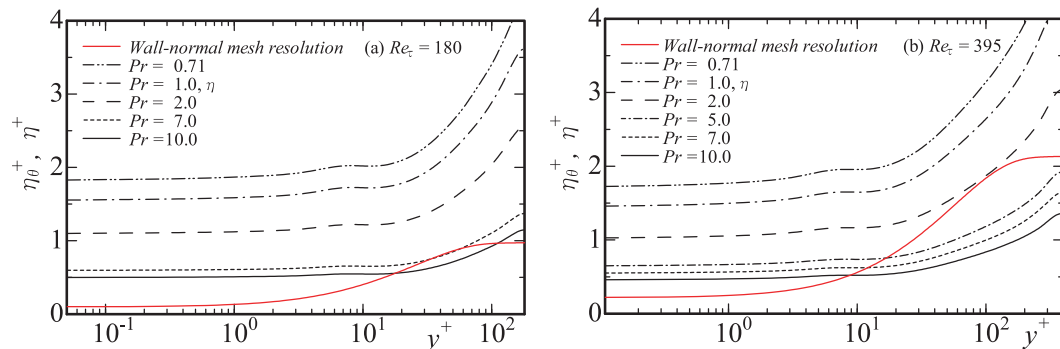 4
3
2
1
0
ηθ+ , η+
Wall-normal mesh resolution
(a) Reτ = 180
Pr = 0.71
Pr = 1.0, η
Pr = 2.0
Pr = 7.0
Pr =10.0
10-1
100
101
y+
102
4
3
2
1
0
ηθ+ , η+
Wall-normal mesh resolution
(b) Reτ = 395
Pr = 0.71
Pr = 1.0, η
Pr = 2.0
Pr = 5.0
Pr = 7.0
Pr =10.0
100
101
102
y+